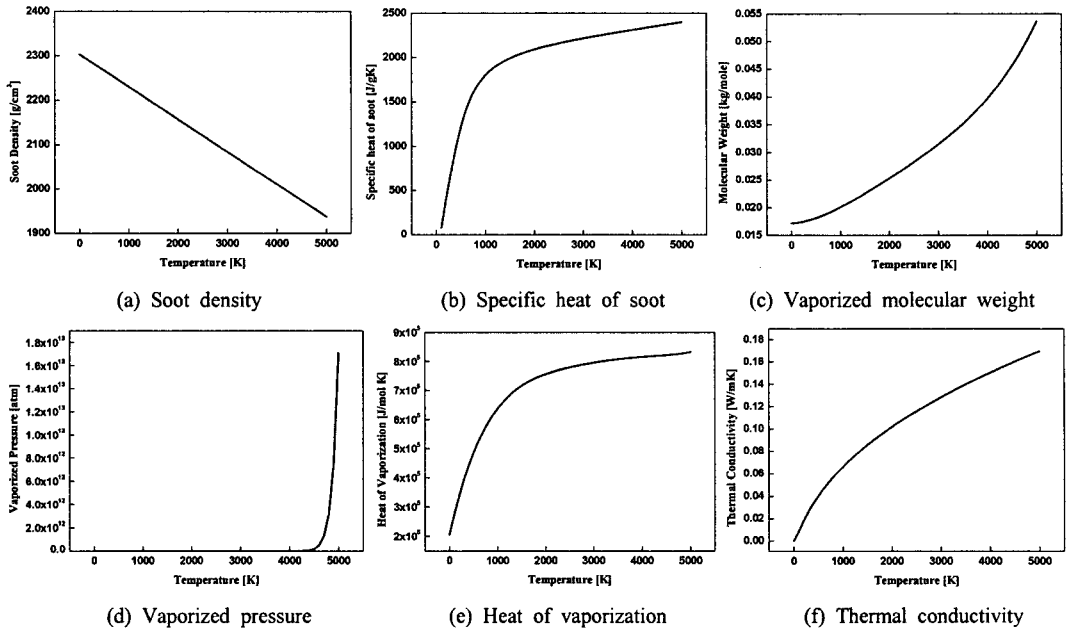 2400
2300
2200
2100
2000
1900
0 1000 2000 3000 4000 5000
Soot Density [g/cm³]
Temperature [K]
(a) Soot density
2500
2000
1500
1000
500
0
0 1000 2000 3000 4000 5000
Specific heat of soot [J/gK]
Temperature [K]
(b) Specific heat of soot
0.055
0.050
0.045
0.040
0.035
0.030
0.025
0.020
0.015
0 1000 2000 3000 4000 5000
Molecular Weight [kg/mole]
Temperature [K]
(c) Vaporized molecular weight
1.8x10¹³
1.6x10¹³
1.4x10¹³
1.2x10¹³
1.0x10¹³
8.0x10¹²
6.0x10¹²
4.0x10¹²
2.0x10¹²
0.0
0 1000 2000 3000 4000 5000
Vaporized Pressure [atm]
Temperature [K]
(d) Vaporized pressure
9x10⁵
8x10⁵
7x10⁵
6x10⁵
5x10⁵
4x10⁵
3x10⁵
2x10⁵
0 1000 2000 3000 4000 5000
Heat of Vaporization [J/mol K]
Temperature [K]
(e) Heat of vaporization
0.18
0.16
0.14
0.12
0.10
0.08
0.06
0.04
0.02
0.00
0 1000 2000 3000 4000 5000
Thermal Conductivity [W/mK]
Temperature [K]
(f) Thermal conductivity